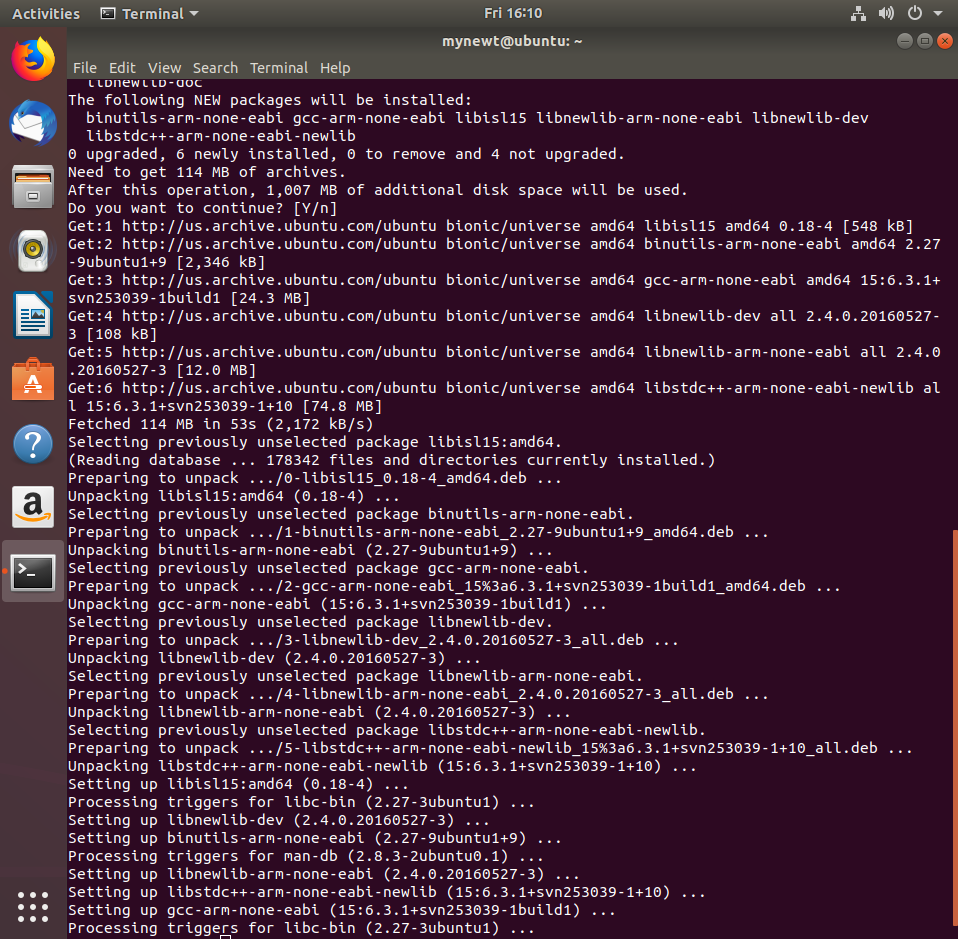 Activities Terminal Fri 16:10
mynewt@ubuntu: ~
File Edit View Search Terminal Help
libnewlib-doc
The following NEW packages will be installed:
binutils-arm-none-eabi gcc-arm-none-eabi libisl15 libnewlib-arm-none-eabi libnewlib-dev
libstdc++-arm-none-eabi-newlib
0 upgraded, 6 newly installed, 0 to remove and 4 not upgraded.
Need to get 114 MB of archives.
After this operation, 1,007 MB of additional disk space will be used.
Do you want to continue? [Y/n]
Get:1 http://us.archive.ubuntu.com/ubuntu bionic/universe amd64 libisl15 amd64 0.18-4 [548 kB]
Get:2 http://us.archive.ubuntu.com/ubuntu bionic/universe amd64 binutils-arm-none-eabi amd64 2.27
-9ubuntu1+9 [2,346 kB]
Get:3 http://us.archive.ubuntu.com/ubuntu bionic/universe amd64 gcc-arm-none-eabi amd64 15:6.3.1+
svn253039-1build1 [24.3 MB]
Get:4 http://us.archive.ubuntu.com/ubuntu bionic/universe amd64 libnewlib-dev all 2.4.0.20160527-
3 [108 kB]
Get:5 http://us.archive.ubuntu.com/ubuntu bionic/universe amd64 libnewlib-arm-none-eabi all 2.4.0
.20160527-3 [12.0 MB]
Get:6 http://us.archive.ubuntu.com/ubuntu bionic/universe amd64 libstdc++-arm-none-eabi-newlib al
l 15:6.3.1+svn253039-1+10 [74.8 MB]
Fetched 114 MB in 53s (2,172 kB/s)
Selecting previously unselected package libisl15:amd64.
(Reading database ... 178342 files and directories currently installed.)
Preparing to unpack .../0-libisl15_0.18-4_amd64.deb ...
Unpacking libisl15:amd64 (0.18-4) ...
Selecting previously unselected package binutils-arm-none-eabi.
Preparing to unpack .../1-binutils-arm-none-eabi_2.27-9ubuntu1+9_amd64.deb ...
Unpacking binutils-arm-none-eabi (2.27-9ubuntu1+9) ...
Selecting previously unselected package gcc-arm-none-eabi.
Preparing to unpack .../2-gcc-arm-none-eabi_15%3a6.3.1+svn253039-1build1_amd64.deb ...
Unpacking gcc-arm-none-eabi (15:6.3.1+svn253039-1build1) ...
Selecting previously unselected package libnewlib-dev.
Preparing to unpack .../3-libnewlib-dev_2.4.0.20160527-3_all.deb ...
Unpacking libnewlib-dev (2.4.0.20160527-3) ...
Selecting previously unselected package libnewlib-arm-none-eabi.
Preparing to unpack .../4-libnewlib-arm-none-eabi_2.4.0.20160527-3_all.deb ...
Unpacking libnewlib-arm-none-eabi (2.4.0.20160527-3) ...
Selecting previously unselected package libstdc++-arm-none-eabi-newlib.
Preparing to unpack .../5-libstdc++-arm-none-eabi-newlib_15%3a6.3.1+svn253039-1+10_all.deb ...
Unpacking libstdc++-arm-none-eabi-newlib (15:6.3.1+svn253039-1+10) ...
Setting up libisl15:amd64 (0.18-4) ...
Processing triggers for libc-bin (2.27-3ubuntu1) ...
Setting up libnewlib-dev (2.4.0.20160527-3) ...
Setting up binutils-arm-none-eabi (2.27-9ubuntu1+9) ...
Processing triggers for man-db (2.8.3-2ubuntu0.1) ...
Setting up libnewlib-arm-none-eabi (2.4.0.20160527-3) ...
Setting up libstdc++-arm-none-eabi-newlib (15:6.3.1+svn253039-1+10) ...
Setting up gcc-arm-none-eabi (15:6.3.1+svn253039-1build1) ...
Processing triggers for libc-bin (2.27-3ubuntu1) ...